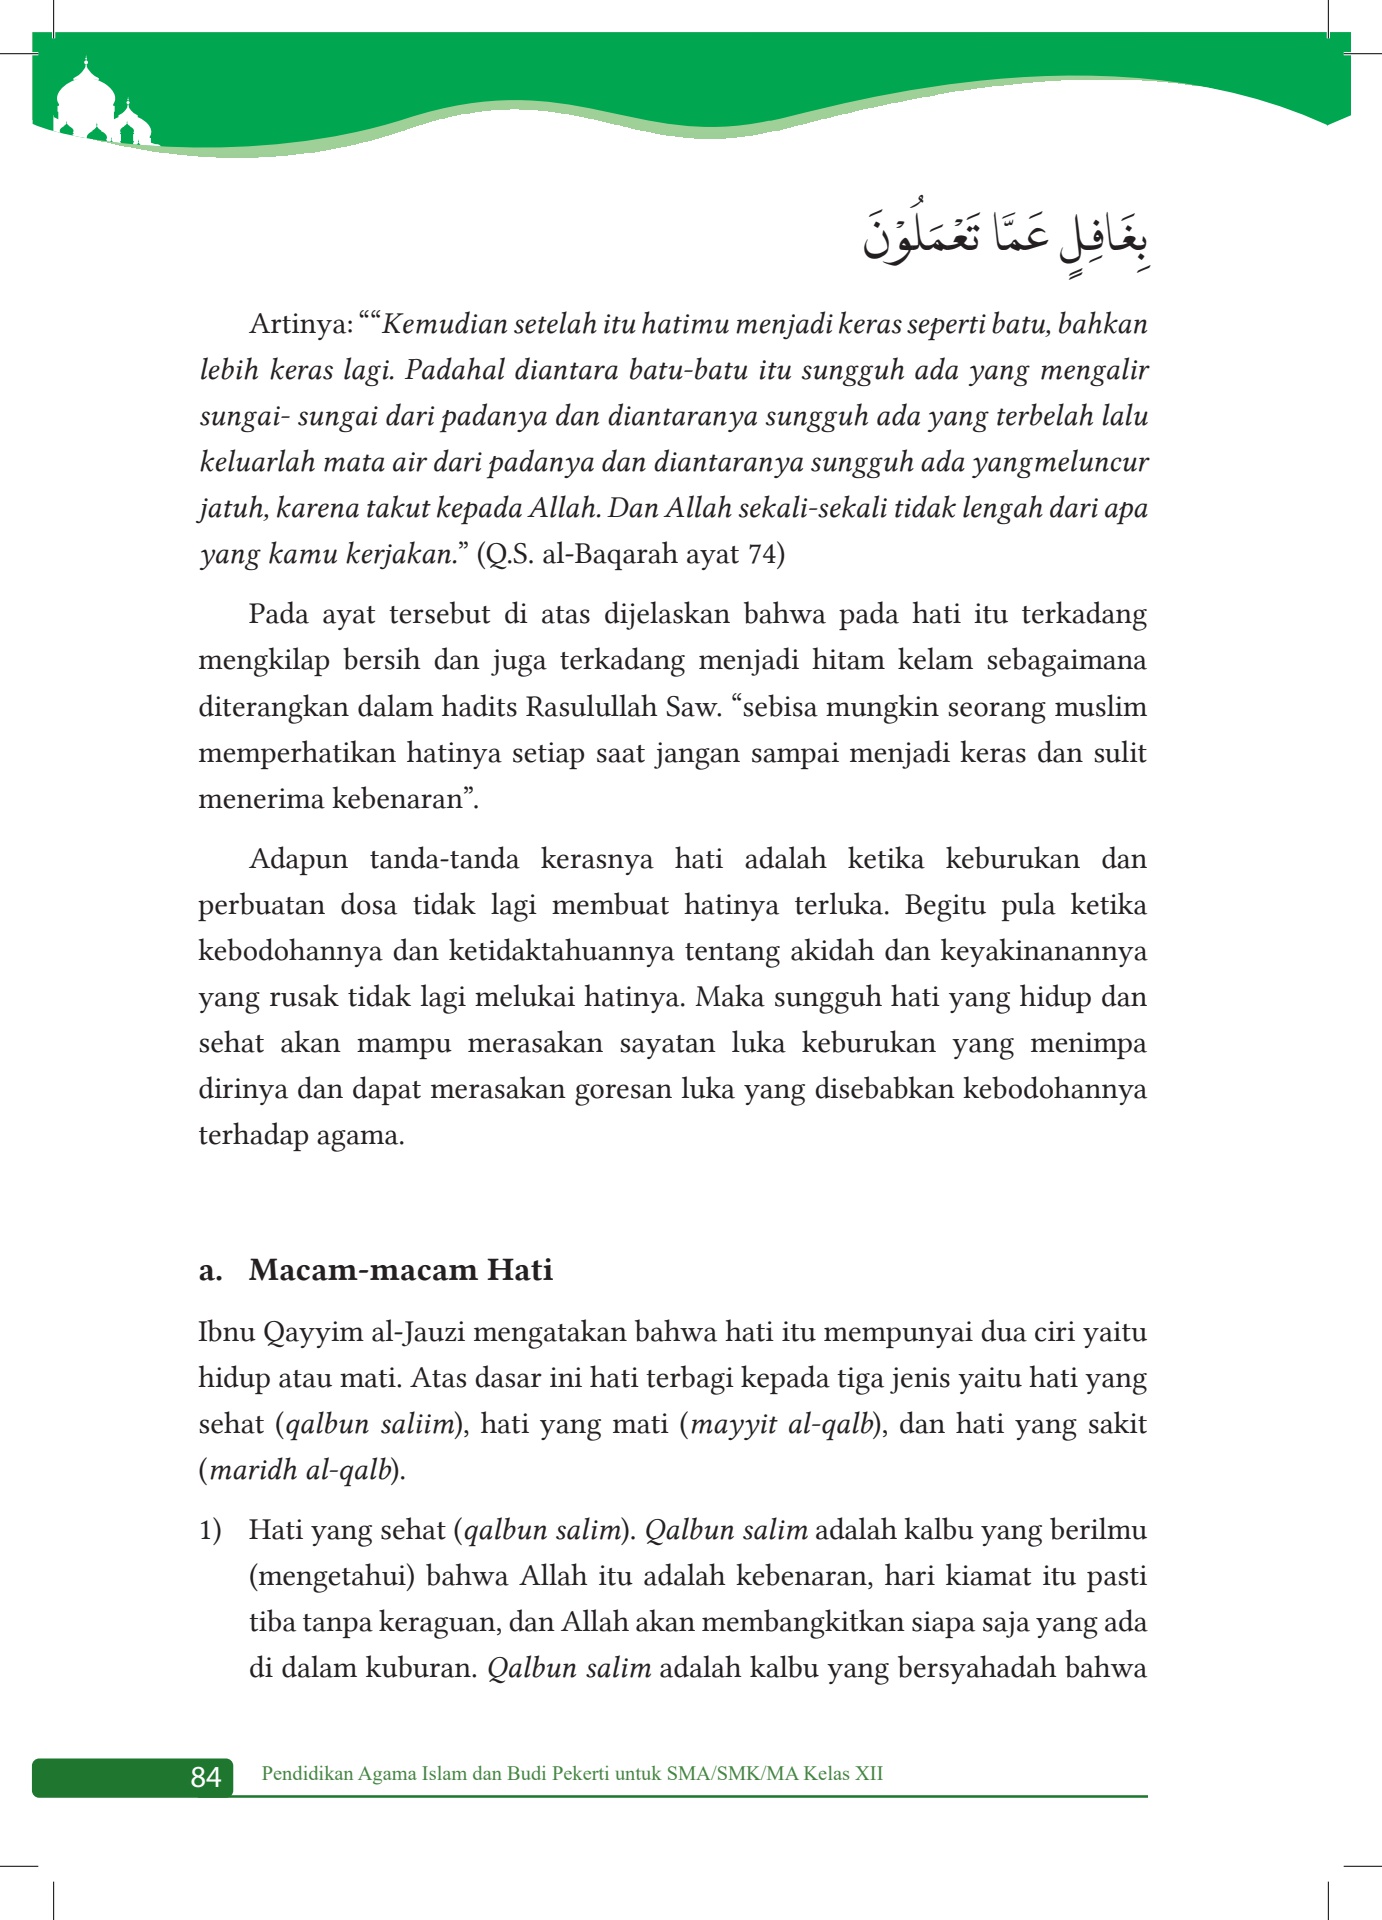 بِغَافِلٍ عَمَّا تَعْمَلُوْنَ
Artinya: ““Kemudian setelah itu hatimu menjadi keras seperti batu, bahkan
lebih keras lagi. Padahal diantara batu-batu itu sungguh ada yang mengalir
sungai- sungai dari padanya dan diantaranya sungguh ada yang terbelah lalu
keluarlah mata air dari padanya dan diantaranya sungguh ada yangmeluncur
jatuh, karena takut kepada Allah. Dan Allah sekali-sekali tidak lengah dari apa
yang kamu kerjakan.” (Q.S. al-Baqarah ayat 74)
Pada ayat tersebut di atas dijelaskan bahwa pada hati itu terkadang
mengkilap bersih dan juga terkadang menjadi hitam kelam sebagaimana
diterangkan dalam hadits Rasulullah Saw. “sebisa mungkin seorang muslim
memperhatikan hatinya setiap saat jangan sampai menjadi keras dan sulit
menerima kebenaran”.
Adapun tanda-tanda kerasnya hati adalah ketika keburukan dan
perbuatan dosa tidak lagi membuat hatinya terluka. Begitu pula ketika
kebodohannya dan ketidaktahuannya tentang akidah dan keyakinanannya
yang rusak tidak lagi melukai hatinya. Maka sungguh hati yang hidup dan
sehat akan mampu merasakan sayatan luka keburukan yang menimpa
dirinya dan dapat merasakan goresan luka yang disebabkan kebodohannya
terhadap agama.
a. Macam-macam Hati
Ibnu Qayyim al-Jauzi mengatakan bahwa hati itu mempunyai dua ciri yaitu
hidup atau mati. Atas dasar ini hati terbagi kepada tiga jenis yaitu hati yang
sehat (qalbun saliim), hati yang mati (mayyit al-qalb), dan hati yang sakit
(maridh al-qalb).
1) Hati yang sehat (qalbun salim). Qalbun salim adalah kalbu yang berilmu
(mengetahui) bahwa Allah itu adalah kebenaran, hari kiamat itu pasti
tiba tanpa keraguan, dan Allah akan membangkitkan siapa saja yang ada
di dalam kuburan. Qalbun salim adalah kalbu yang bersyahadah bahwa
84 Pendidikan Agama Islam dan Budi Pekerti untuk SMA/SMK/MA Kelas XII